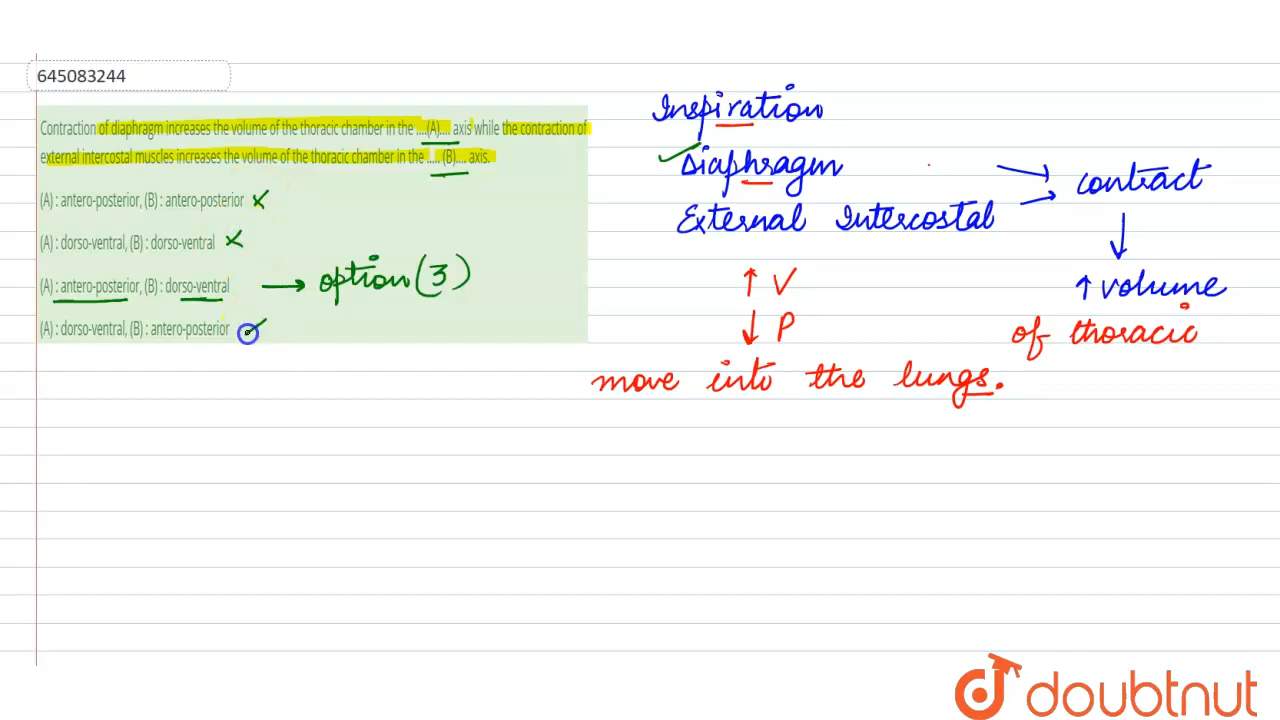 645083244
Contraction of diaphragm increases the volume of the thoracic chamber in the ....(A).... axis while the contraction of
external intercostal muscles increases the volume of the thoracic chamber in the ..... (B).... axis.
(A) : antero-posterior, (B) : antero-posterior
(A) : dorso-ventral, (B) : dorso-ventral
(A) : antero-posterior, (B) : dorso-ventral
(A) : dorso-ventral, (B) : antero-posterior
option (3)
Inspiration
Diaphragm
External Intercostal
contract
↑ V
↓ P
↑ volume
of thoracic
move into the lungs.
doubtnut